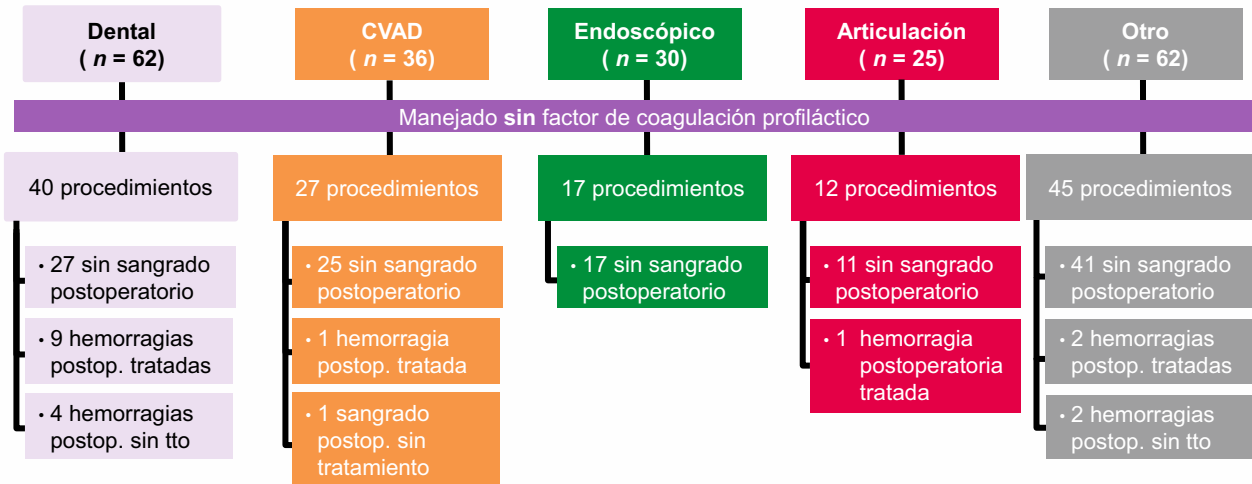 Dental
( n = 62)
CVAD
( n = 36)
Endoscópico
( n = 30)
Articulación
( n = 25)
Otro
( n = 62)
Manejado sin factor de coagulación profiláctico
40 procedimientos
27 procedimientos
17 procedimientos
12 procedimientos
45 procedimientos
• 27 sin sangrado
postoperatorio
• 9 hemorragias
postop. tratadas
• 4 hemorragias
postop. sin tto
• 25 sin sangrado
postoperatorio
• 1 hemorragia
postop. tratada
• 1 sangrado
postop. sin
tratamiento
• 17 sin sangrado
postoperatorio
• 11 sin sangrado
postoperatorio
• 1 hemorragia
postoperatoria
tratada
• 41 sin sangrado
postoperatorio
• 2 hemorragias
postop. tratadas
• 2 hemorragias
postop. sin tto